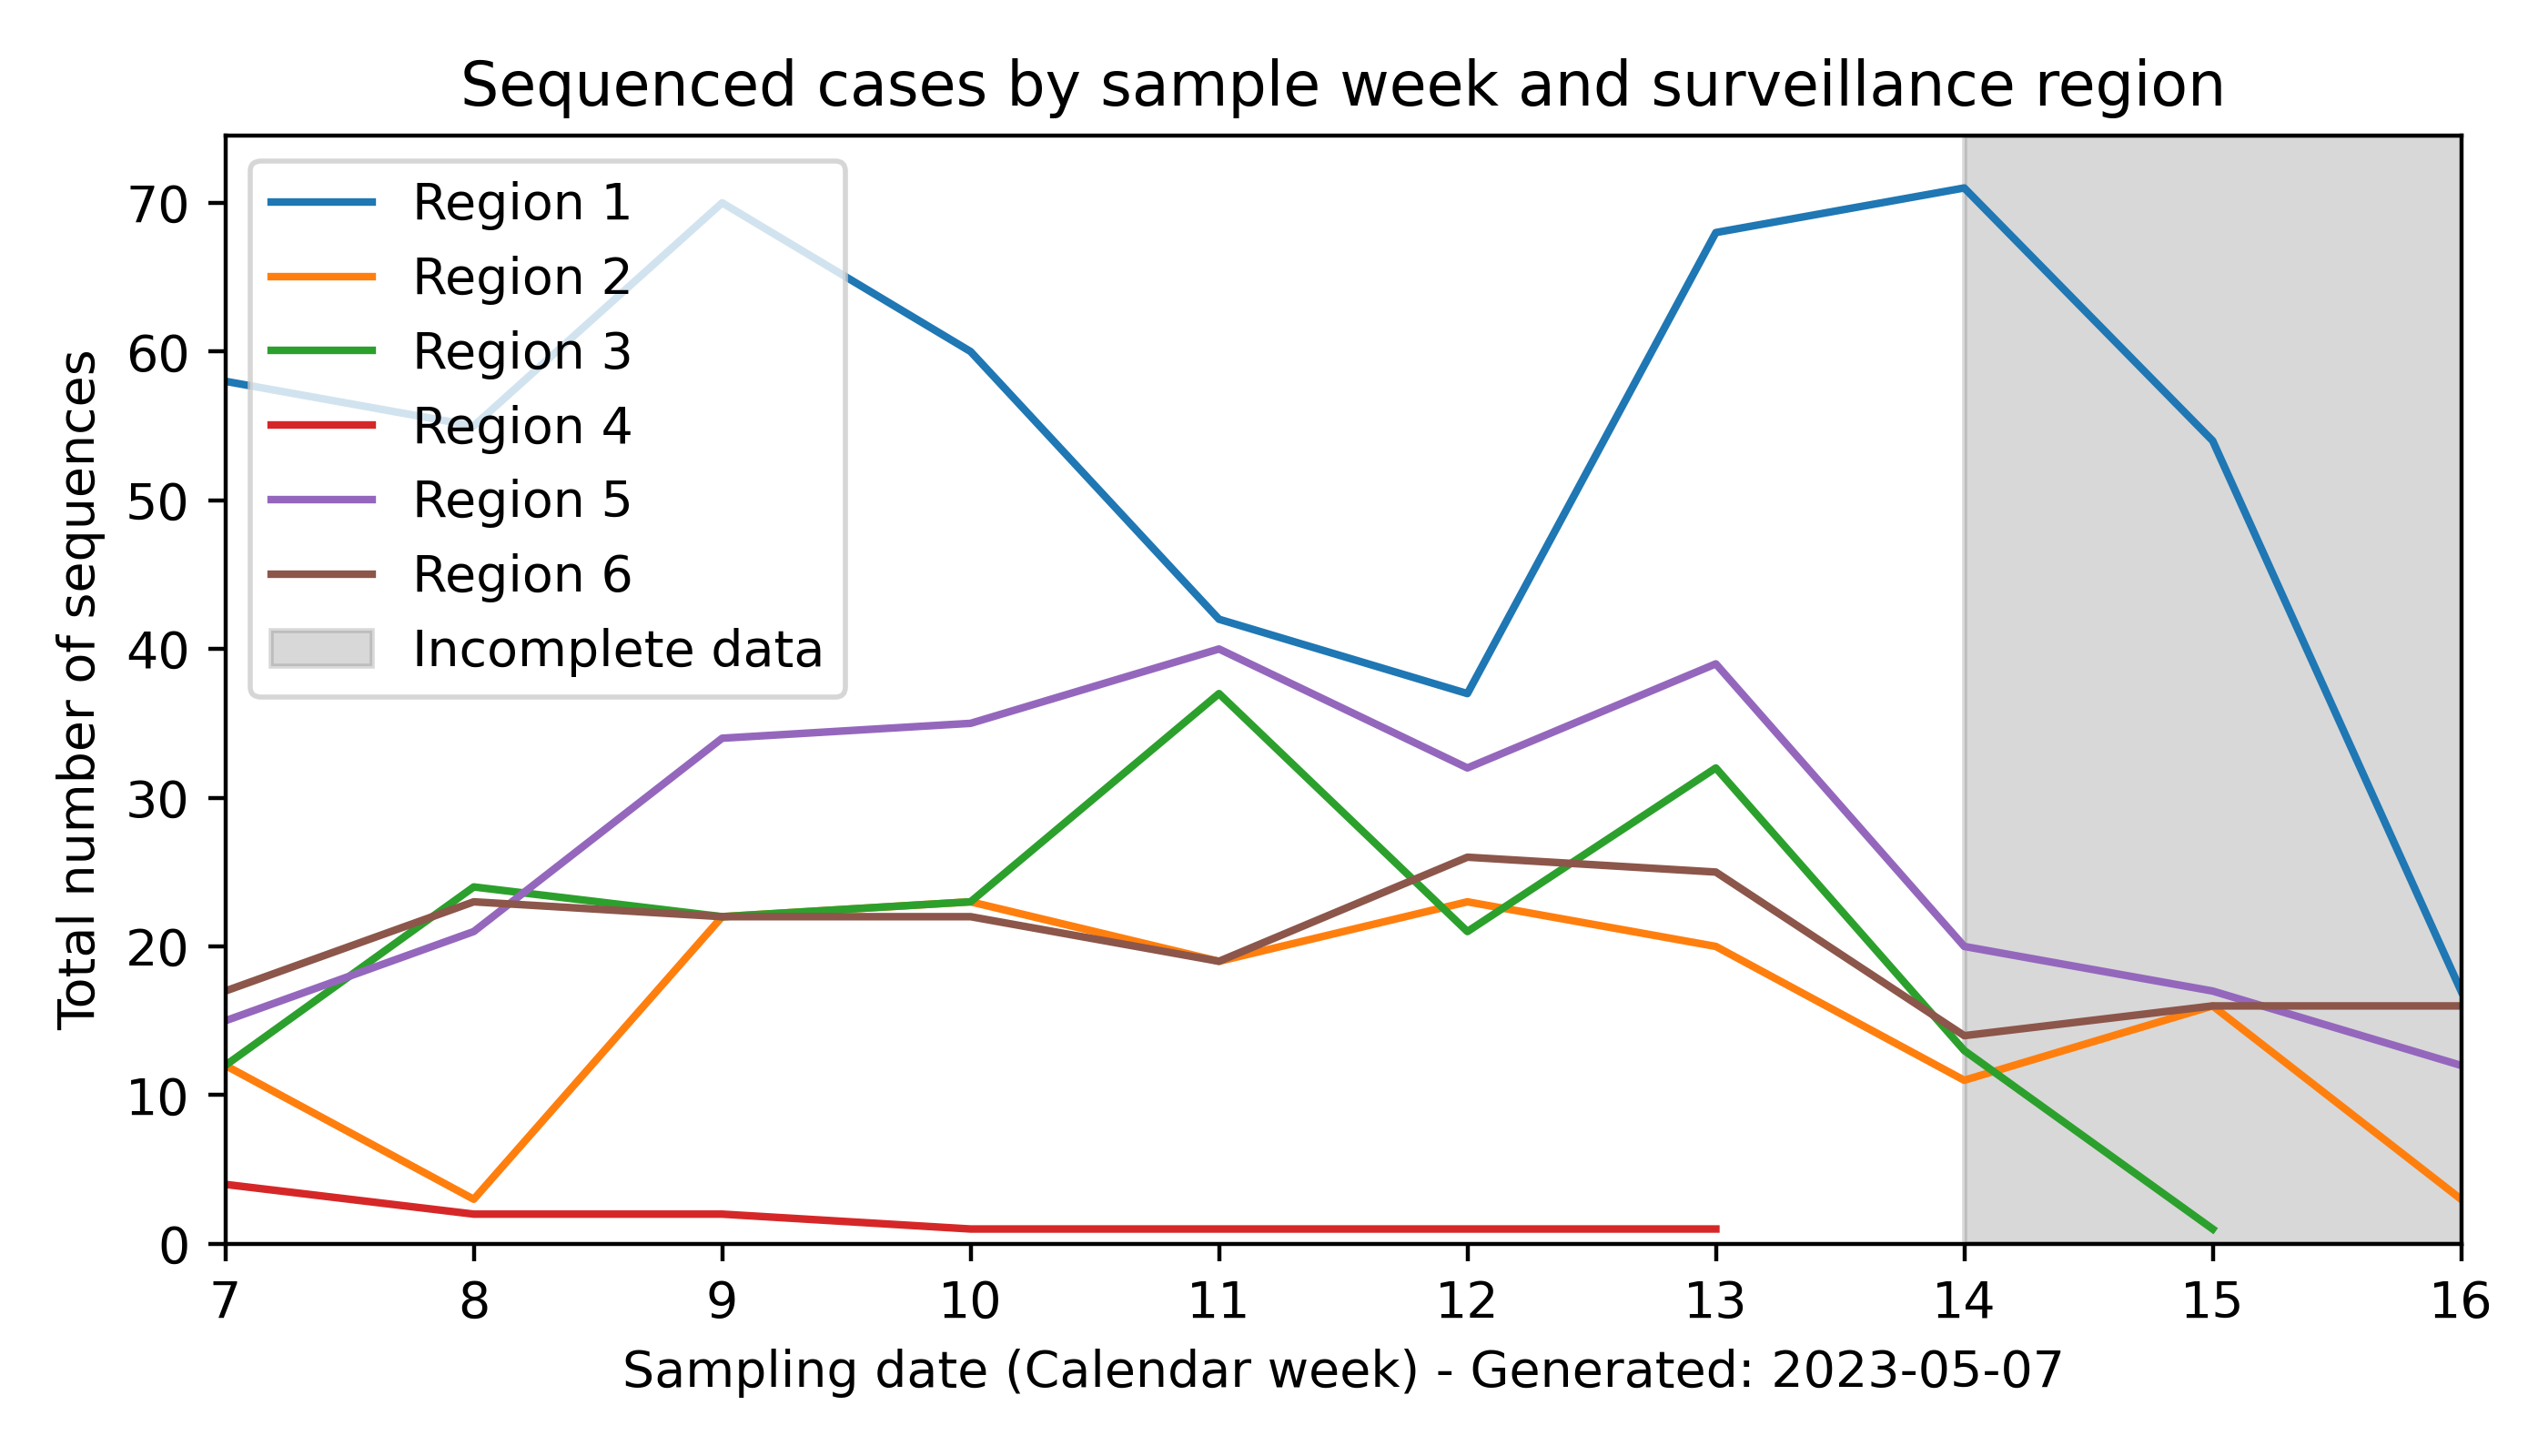 Sequenced cases by sample week and surveillance region
Region 1
Region 2
Region 3
Region 4
Region 5
Region 6
Incomplete data
Total number of sequences
70
60
50
40
30
20
10
0
7 8 9 10 11 12 13 14 15 16
Sampling date (Calendar week) - Generated: 2023-05-07